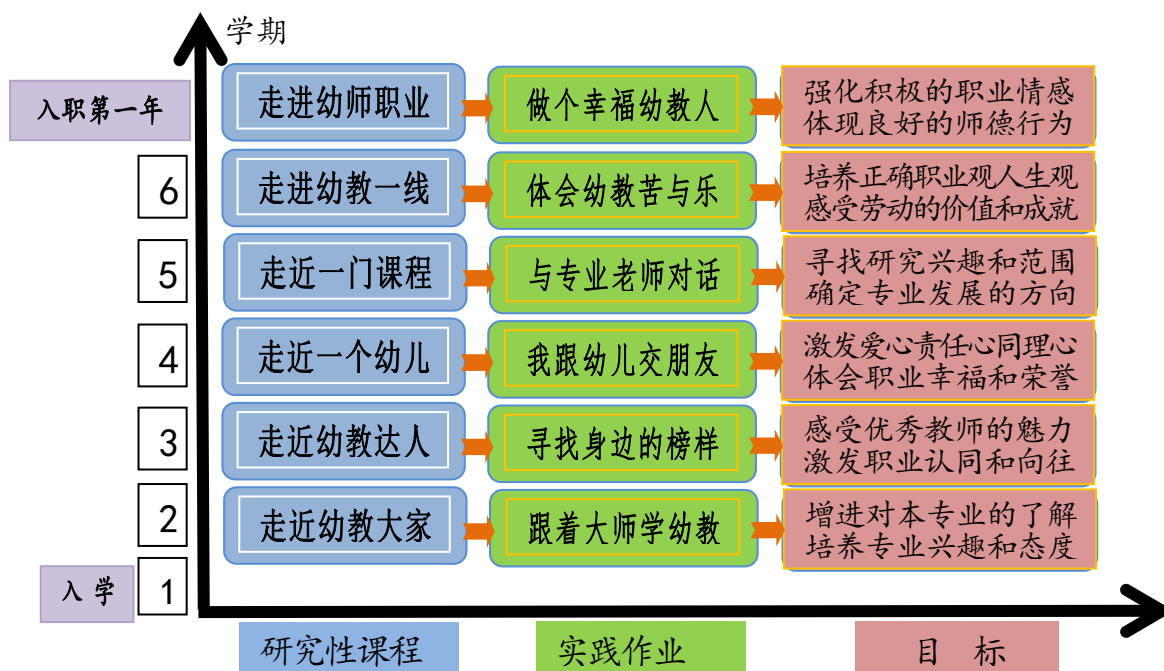 学期
入职第一年
走进幼师职业
做个幸福幼教人
强化积极的职业情感
体现良好的师德行为
6
走进幼教一线
体会幼教苦与乐
培养正确职业观人生观
感受劳动的价值和成就
5
走近一门课程
与专业老师对话
寻找研究兴趣和范围
确定专业发展的方向
4
走近一个幼儿
我跟幼儿交朋友
激发爱心责任心同理心
体会职业幸福和荣誉
3
走近幼教达人
寻找身边的榜样
感受优秀教师的魅力
激发职业认同和向往
2
走近幼教大家
跟着大师学幼教
增进对本专业的了解
培养专业兴趣和态度
入学
1
研究性课程
实践作业
目 标